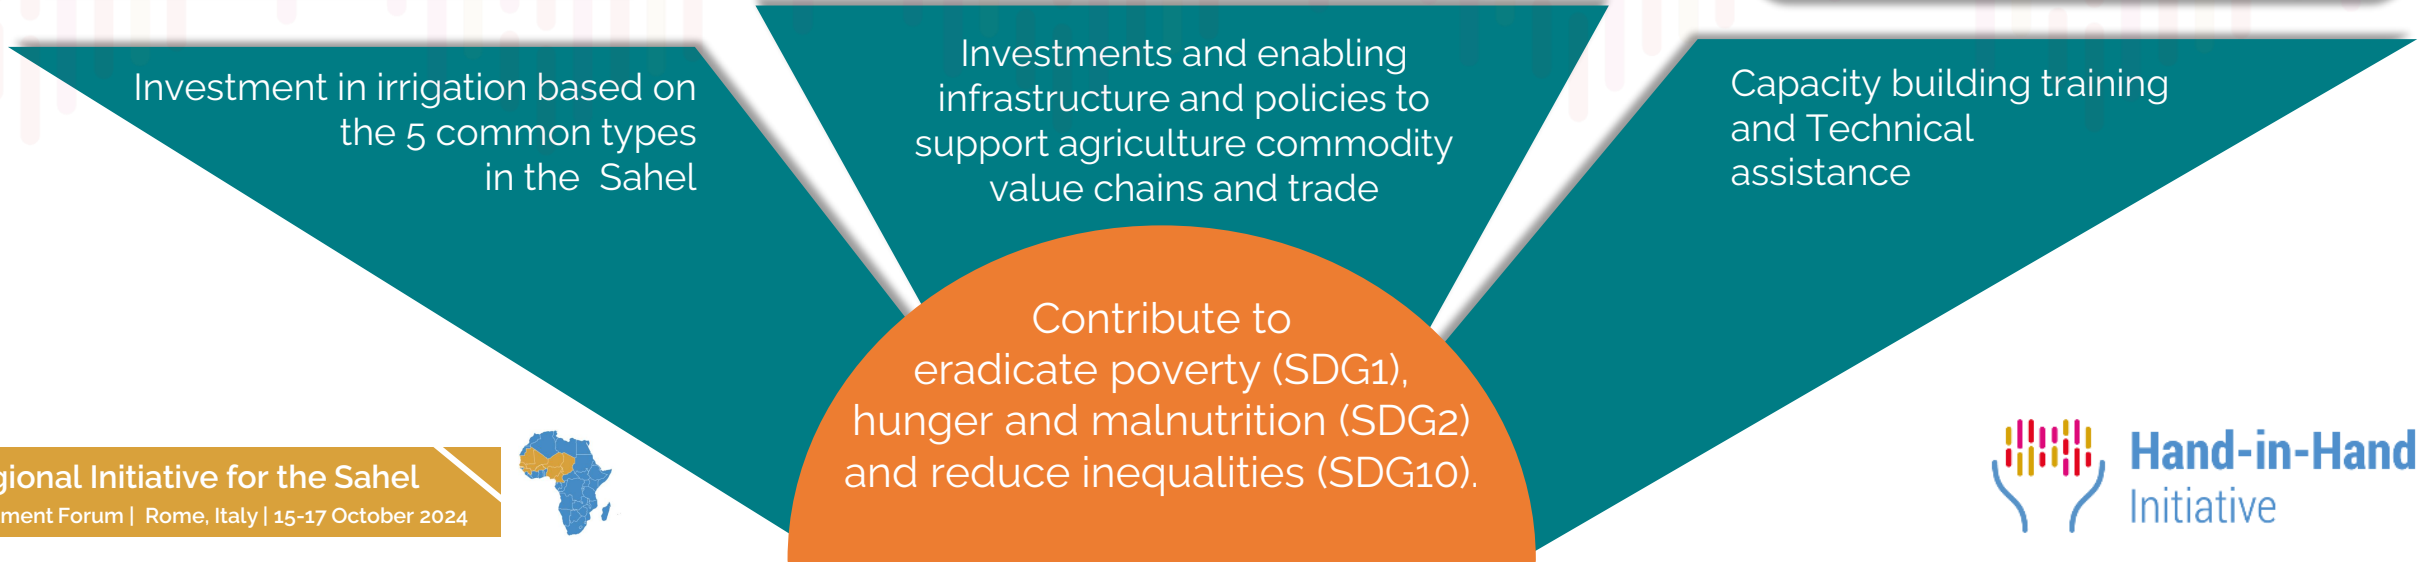 Investment in irrigation based on
the 5 common types
in the Sahel
Investments and enabling
infrastructure and policies to
support agriculture commodity
value chains and trade
Capacity building training
and Technical
assistance
Contribute to
eradicate poverty (SDG1),
hunger and malnutrition (SDG2)
and reduce inequalities (SDG10).
Initiative for the Sahel
Forum | Rome, Italy | 15-17 October 2024
Hand-in-Hand
Initiative